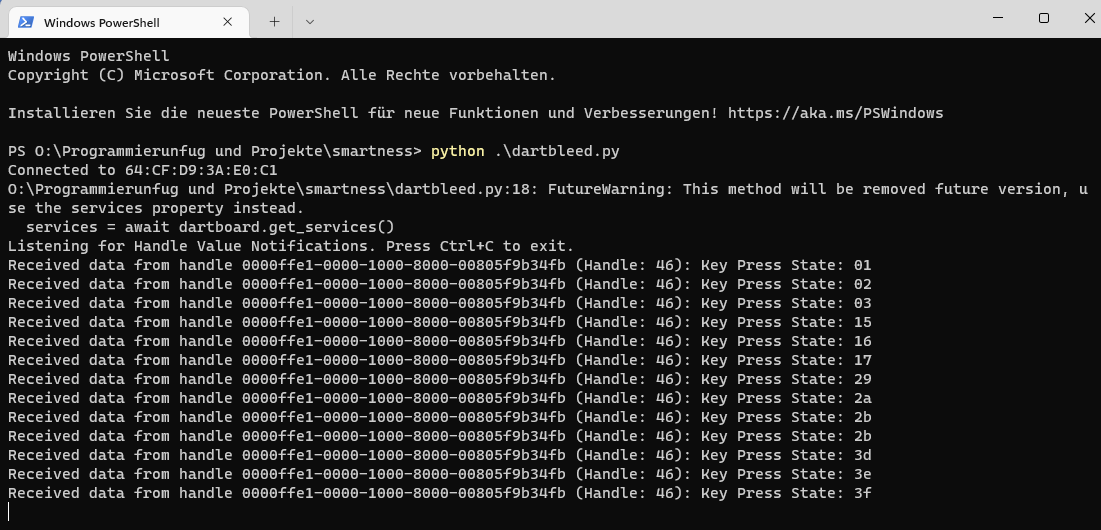 Windows PowerShell
Windows PowerShell
Copyright (C) Microsoft Corporation. Alle Rechte vorbehalten.
Installieren Sie die neueste PowerShell für neue Funktionen und Verbesserungen! https://aka.ms/PSWindows
PS O:\Programmierunfug und Projekte\smartness> python .\dartbleed.py
Connected to 64:CF:D9:3A:E0:C1
O:\Programmierunfug und Projekte\smartness\dartbleed.py:18: FutureWarning: This method will be removed future version, u
se the services property instead.
services = await dartboard.get_services()
Listening for Handle Value Notifications. Press Ctrl+C to exit.
Received data from handle 0000ffe1-0000-1000-8000-00805f9b34fb (Handle: 46): Key Press State: 01
Received data from handle 0000ffe1-0000-1000-8000-00805f9b34fb (Handle: 46): Key Press State: 02
Received data from handle 0000ffe1-0000-1000-8000-00805f9b34fb (Handle: 46): Key Press State: 03
Received data from handle 0000ffe1-0000-1000-8000-00805f9b34fb (Handle: 46): Key Press State: 15
Received data from handle 0000ffe1-0000-1000-8000-00805f9b34fb (Handle: 46): Key Press State: 16
Received data from handle 0000ffe1-0000-1000-8000-00805f9b34fb (Handle: 46): Key Press State: 17
Received data from handle 0000ffe1-0000-1000-8000-00805f9b34fb (Handle: 46): Key Press State: 29
Received data from handle 0000ffe1-0000-1000-8000-00805f9b34fb (Handle: 46): Key Press State: 2a
Received data from handle 0000ffe1-0000-1000-8000-00805f9b34fb (Handle: 46): Key Press State: 2b
Received data from handle 0000ffe1-0000-1000-8000-00805f9b34fb (Handle: 46): Key Press State: 2b
Received data from handle 0000ffe1-0000-1000-8000-00805f9b34fb (Handle: 46): Key Press State: 3d
Received data from handle 0000ffe1-0000-1000-8000-00805f9b34fb (Handle: 46): Key Press State: 3e
Received data from handle 0000ffe1-0000-1000-8000-00805f9b34fb (Handle: 46): Key Press State: 3f